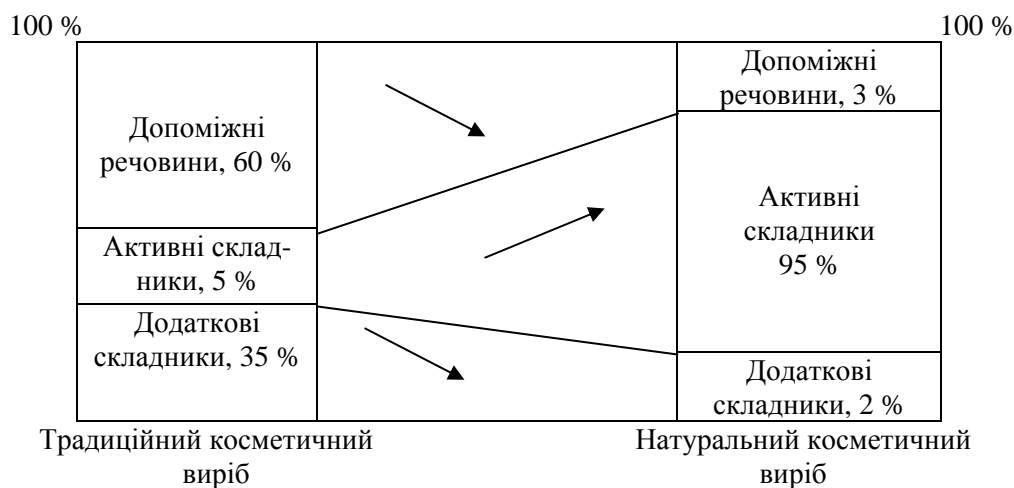 100 %
100 %
Допоміжні
речовини, 60 %
Активні склад-
ники, 5 %
Додаткові
складники, 35 %
Допоміжні
речовини, 3 %
Активні
складники
95 %
Додаткові
складники, 2 %
Традиційний косметичний
виріб
Натуральний косметичний
виріб